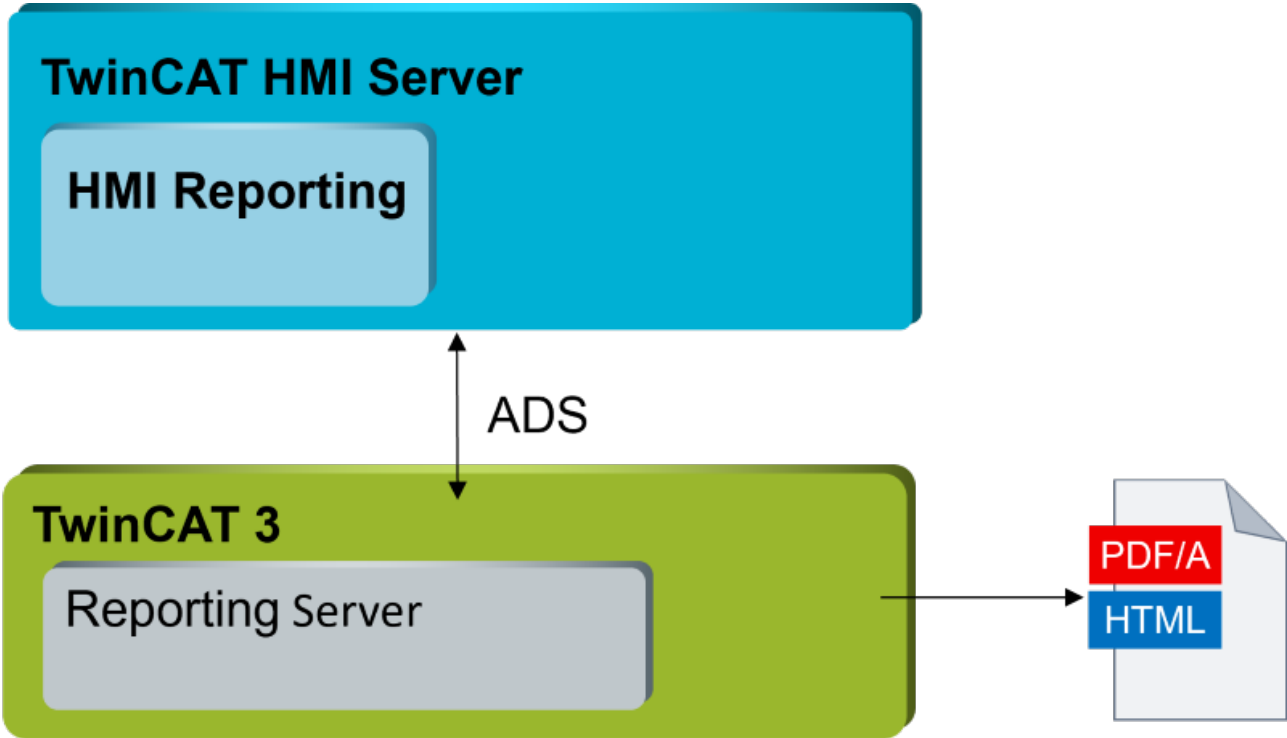 TwinCAT HMI Server
HMI Reporting
ADS
TwinCAT 3
Reporting Server
PDF/A
HTML